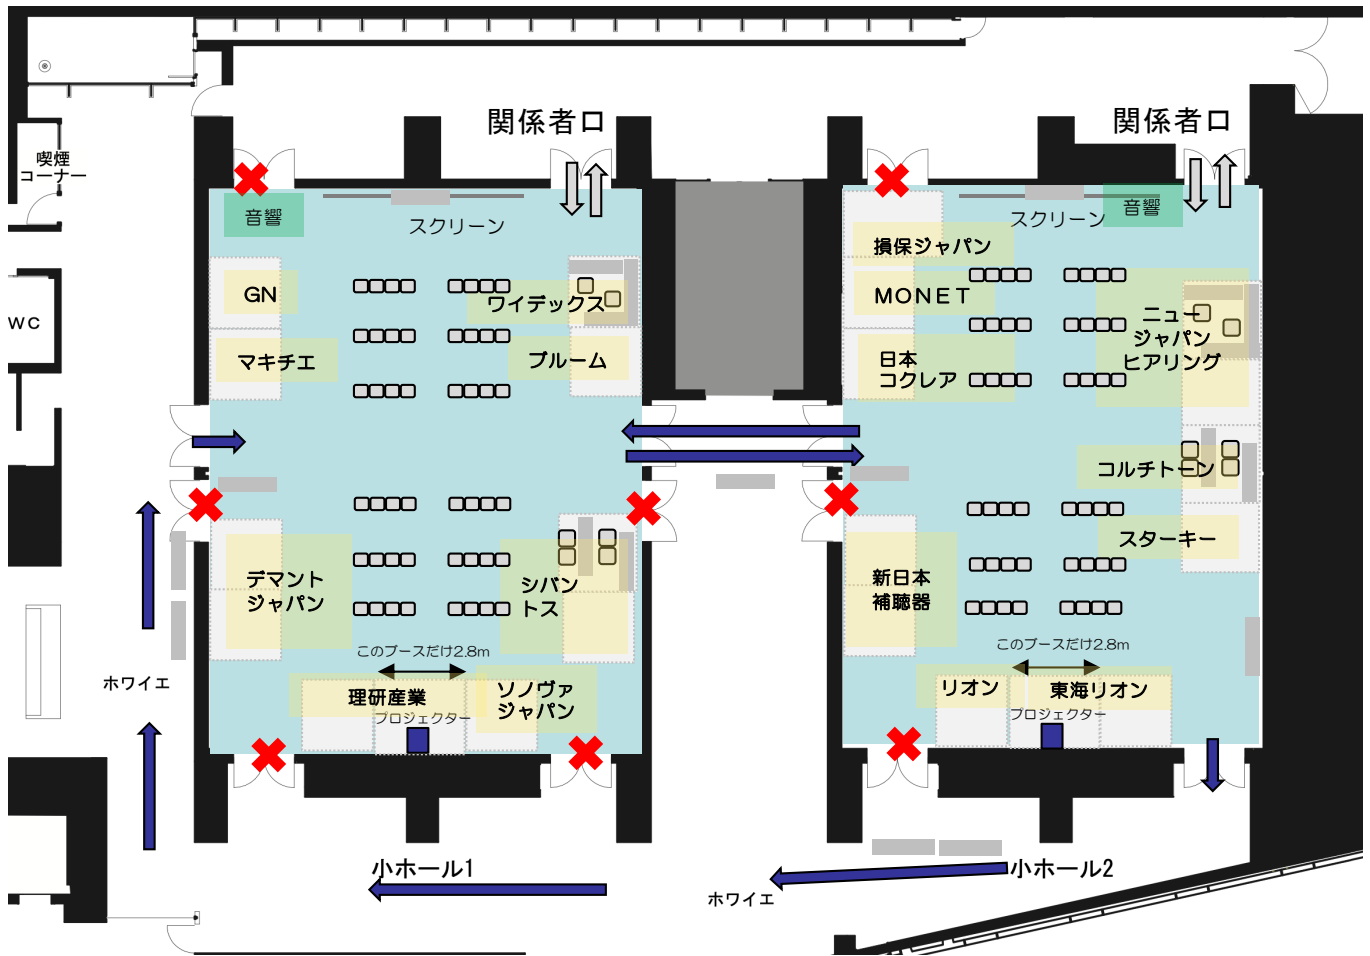 関係者口
関係者口
喫煙
コーナー
音響
スクリーン
スクリーン
音響
損保ジャパン
GN
ワイデックス
MONET
ニュー
ジャパン
ヒアリング
WC
マキチエ
ブルーム
日本
コクレア
コルチトーン
スターキー
デマント
ジャパン
シバン
トス
新日本
補聴器
このブースだけ2.8m
このブースだけ2.8m
ホワイエ
理研産業
ソノヴァ
ジャパン
プロジェクター
リオン
東海リオン
プロジェクター
小ホール1
小ホール2
ホワイエ